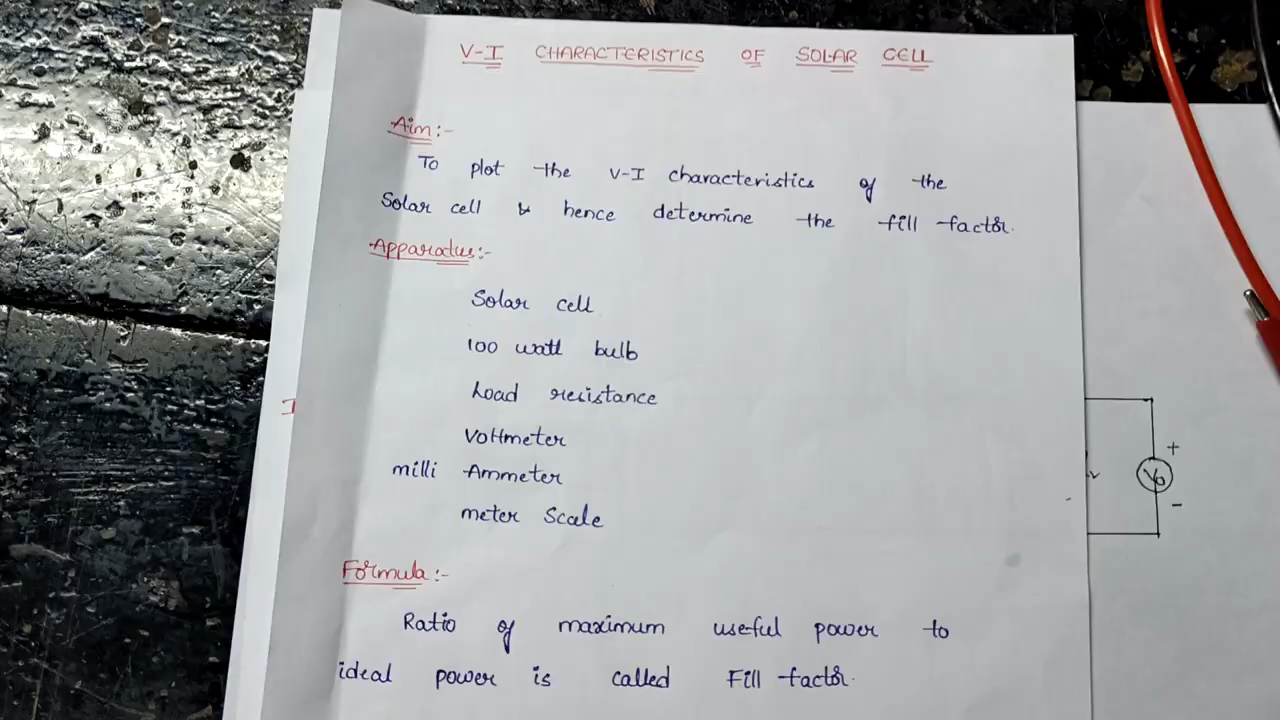 V-I CHARACTERISTICS OF SOLAR CELL
Aim:-
To plot the V-I characteristics of the
Solar cell & hence determine the fill factor.
Apparatus:-
Solar cell
100 watt bulb
Load resistance
Voltmeter
milli Ammeter
meter Scale
Formula:-
Ratio of maximum useful power to
ideal power is called Fill factor.
I
+
V0
-